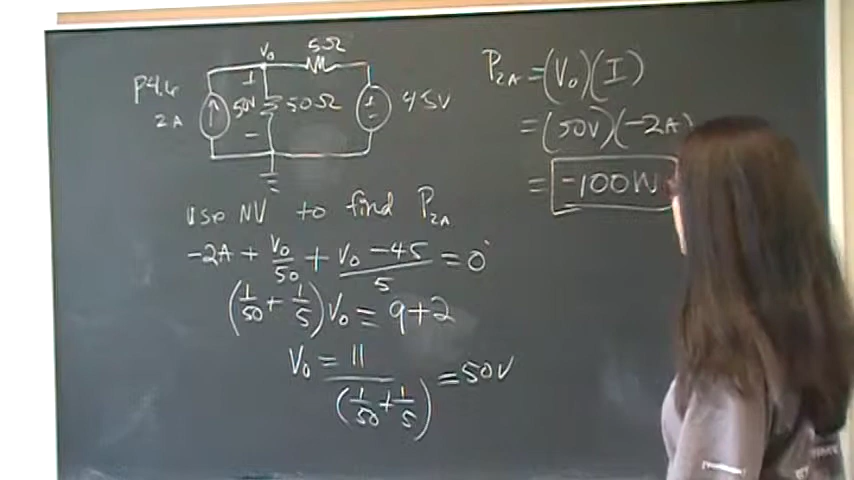 P4.6
2A
V₀
5Ω
+
50V
-
50Ω
+
-
45V
use NV to find P₂A
-2A + V₀/50 + (V₀ - 45)/5 = 0
(1/50 + 1/5)V₀ = 9+2
V₀ = 11/(1/50 + 1/5) = 50V
P₂A = (V₀)(I)
= (50V)(-2A)
= -100W